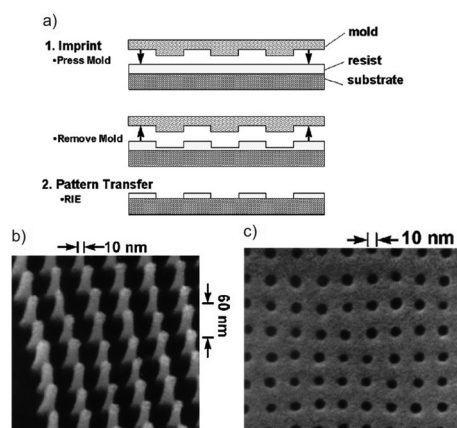 a)
1. Imprint
•Press Mold
mold
resist
substrate
•Remove Mold
2. Pattern Transfer
•RIE
b)
10 nm
60 nm
c)
10 nm